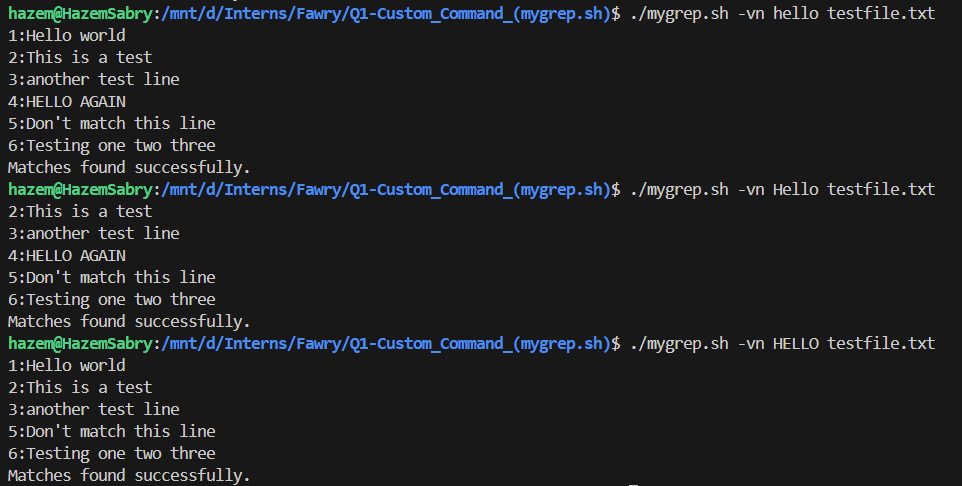 hazem@HazemSabry:/mnt/d/Interns/Fawry/Q1-Custom_Command_(mygrep.sh)$ ./mygrep.sh -vn hello testfile.txt
1:Hello world
2:This is a test
3:another test line
4:HELLO AGAIN
5:Don't match this line
6:Testing one two three
Matches found successfully.
hazem@HazemSabry:/mnt/d/Interns/Fawry/Q1-Custom_Command_(mygrep.sh)$ ./mygrep.sh -vn Hello testfile.txt
2:This is a test
3:another test line
4:HELLO AGAIN
5:Don't match this line
6:Testing one two three
Matches found successfully.
hazem@HazemSabry:/mnt/d/Interns/Fawry/Q1-Custom_Command_(mygrep.sh)$ ./mygrep.sh -vn HELLO testfile.txt
1:Hello world
2:This is a test
3:another test line
5:Don't match this line
6:Testing one two three
Matches found successfully.